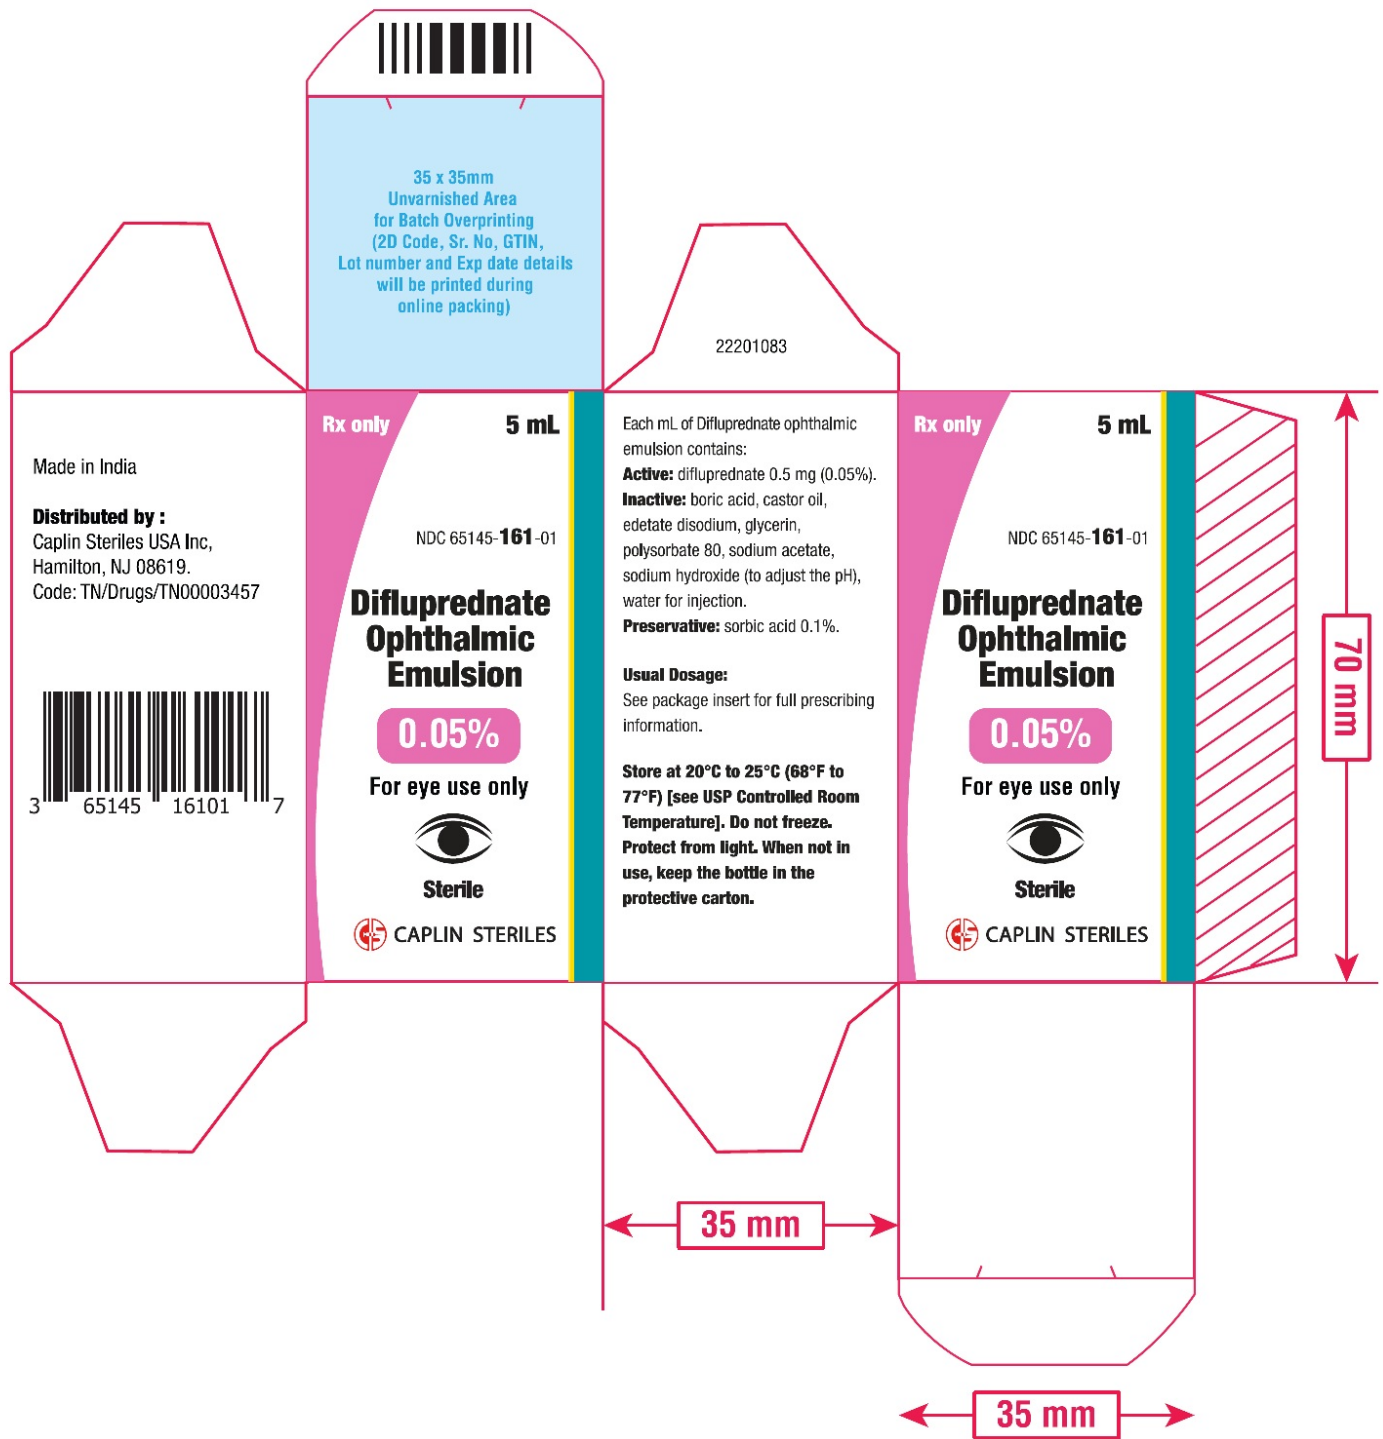 35 x 35mm
Unvarnished Area
for Batch Overprinting
(2D Code, Sr. No, GTIN,
Lot number and Exp date details
will be printed during
online packing)
22201083
Made in India
Distributed by :
Caplin Steriles USA Inc,
Hamilton, NJ 08619.
Code: TN/Drugs/TN00003457
3 65145 16101 7
Rx only
5 mL
NDC 65145-161-01
Difluprednate
Ophthalmic
Emulsion
0.05%
For eye use only
Sterile
CAPLIN STERILES
Each mL of Difluprednate ophthalmic
emulsion contains:
Active: difluprednate 0.5 mg (0.05%).
Inactive: boric acid, castor oil,
edetate disodium, glycerin,
polysorbate 80, sodium acetate,
sodium hydroxide (to adjust the pH),
water for injection.
Preservative: sorbic acid 0.1%.
Usual Dosage:
See package insert for full prescribing
information.
Store at 20°C to 25°C (68°F to
77°F) [see USP Controlled Room
Temperature]. Do not freeze.
Protect from light. When not in
use, keep the bottle in the
protective carton.
Rx only
5 mL
NDC 65145-161-01
Difluprednate
Ophthalmic
Emulsion
0.05%
For eye use only
Sterile
CAPLIN STERILES
70 mm
35 mm
35 mm